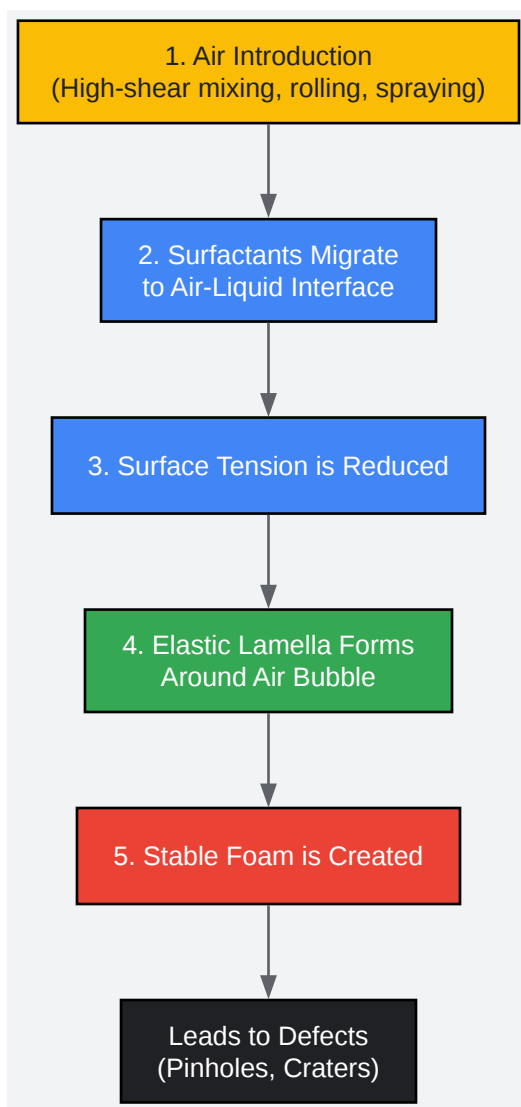 1. Air Introduction
(High-shear mixing, rolling, spraying)
2. Surfactants Migrate
to Air-Liquid Interface
3. Surface Tension is Reduced
4. Elastic Lamella Forms
Around Air Bubble
5. Stable Foam is Created
Leads to Defects
(Pinholes, Craters)